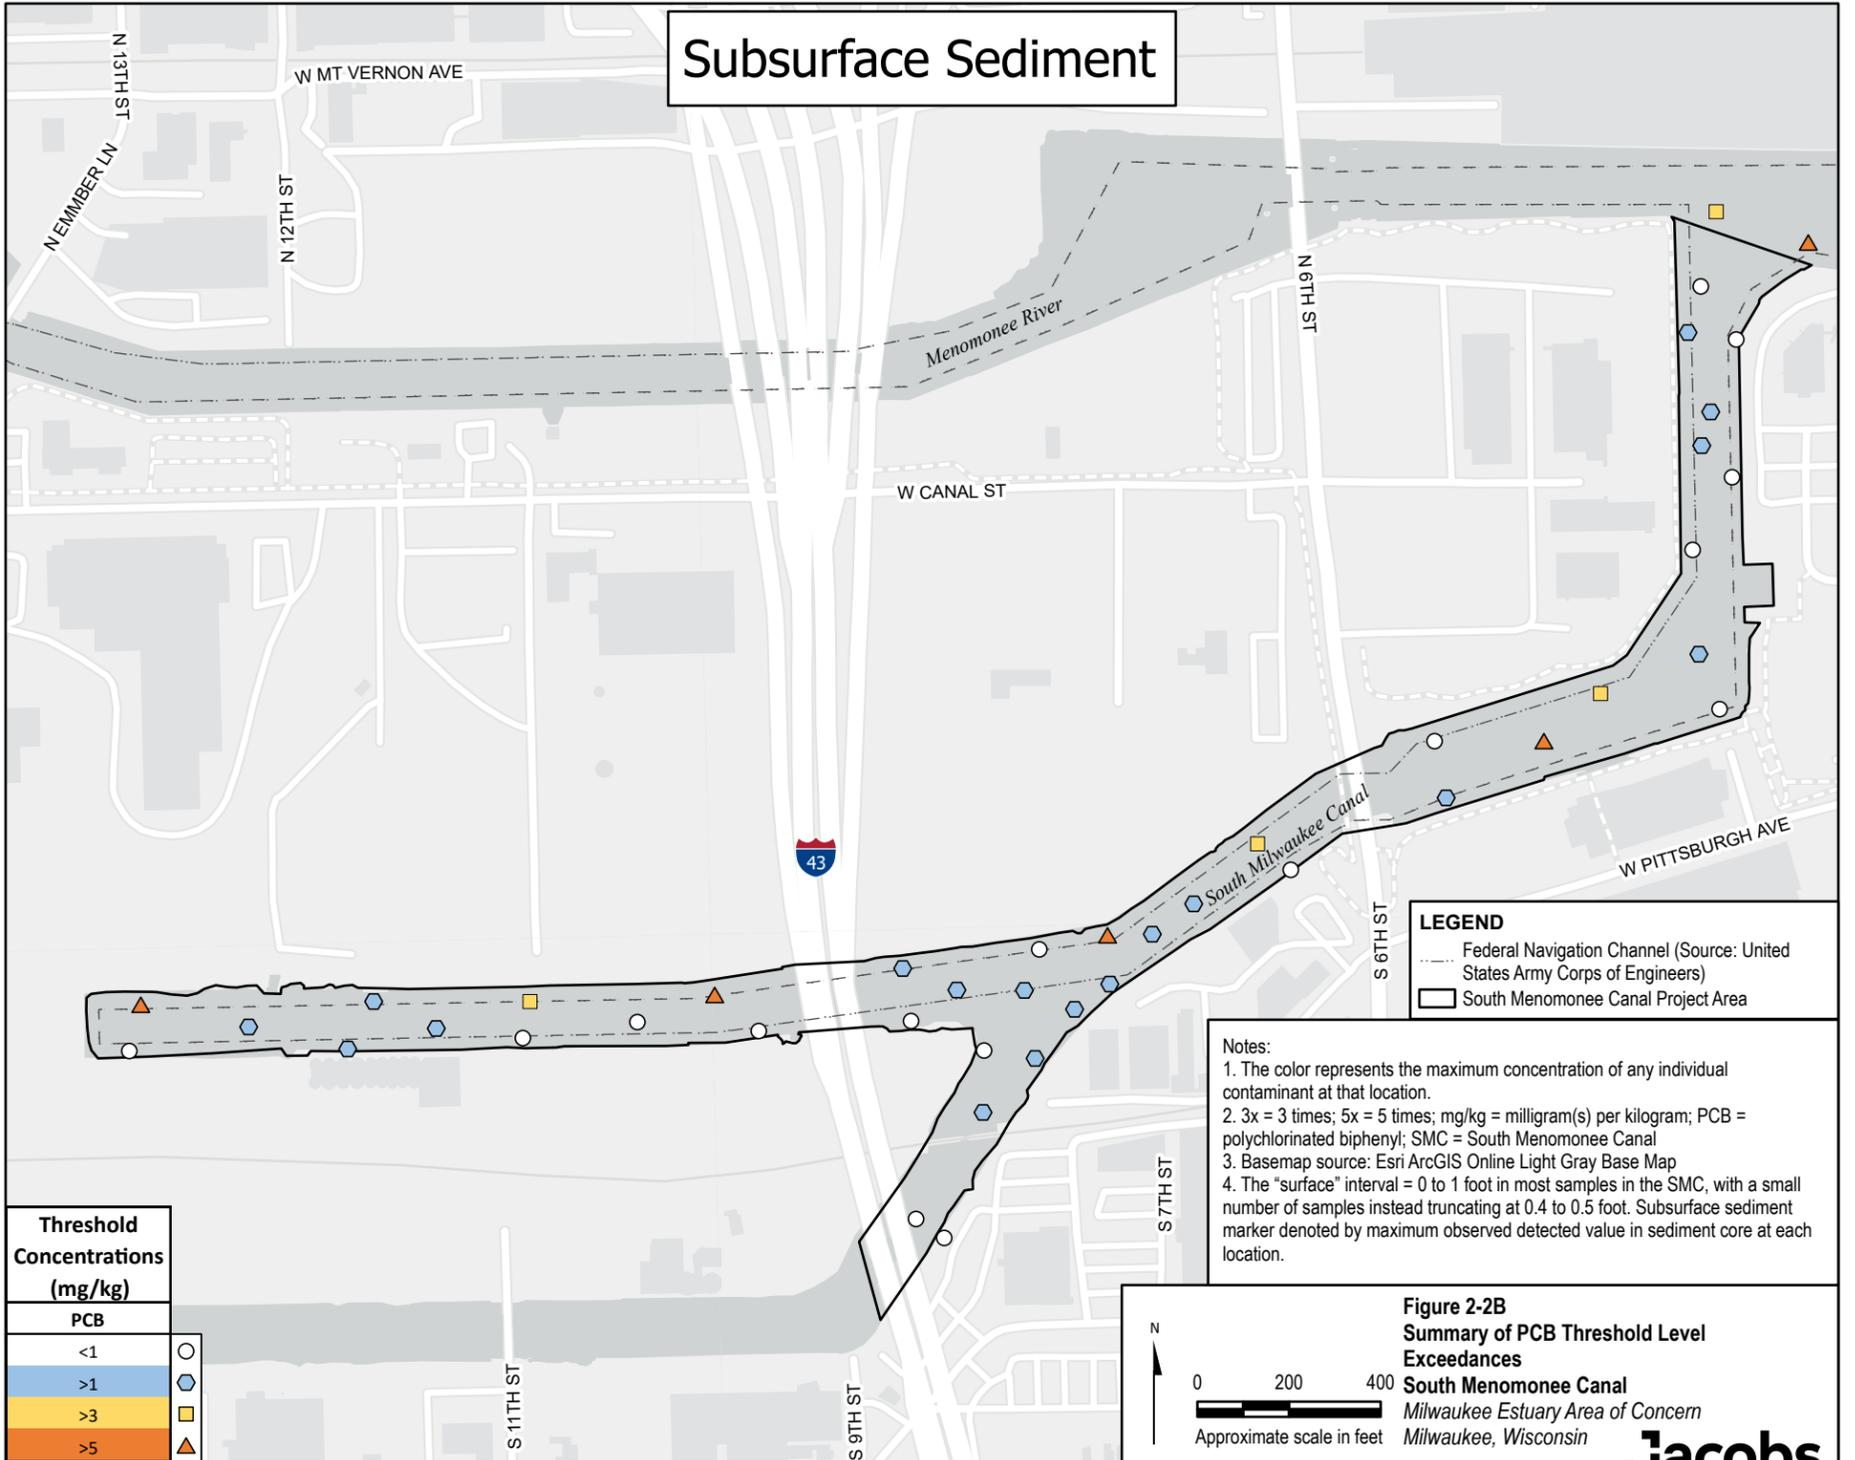 Subsurface Sediment
N 13TH ST
W MT VERNON AVE
N EMMBER LN
N 12TH ST
N 6TH ST
Menomonee River
W CANAL ST
43
South Milwaukee Canal
W PITTSBURGH AVE
S 6TH ST
LEGEND
Federal Navigation Channel (Source: United
States Army Corps of Engineers)
South Menomonee Canal Project Area
Notes:
1. The color represents the maximum concentration of any individual
contaminant at that location.
2. 3x = 3 times; 5x = 5 times; mg/kg = milligram(s) per kilogram; PCB =
polychlorinated biphenyl; SMC = South Menomonee Canal
3. Basemap source: Esri ArcGIS Online Light Gray Base Map
4. The “surface” interval = 0 to 1 foot in most samples in the SMC, with a small
number of samples instead truncating at 0.4 to 0.5 foot. Subsurface sediment
marker denoted by maximum observed detected value in sediment core at each
location.
S 7TH ST
Threshold
Concentrations
(mg/kg)
PCB
<1
>1
>3
>5
S 11TH ST
S 9TH ST
N
0 200 400
Approximate scale in feet
Figure 2-2B
Summary of PCB Threshold Level
Exceedances
South Menomonee Canal
Milwaukee Estuary Area of Concern
Milwaukee, Wisconsin
Jacobs